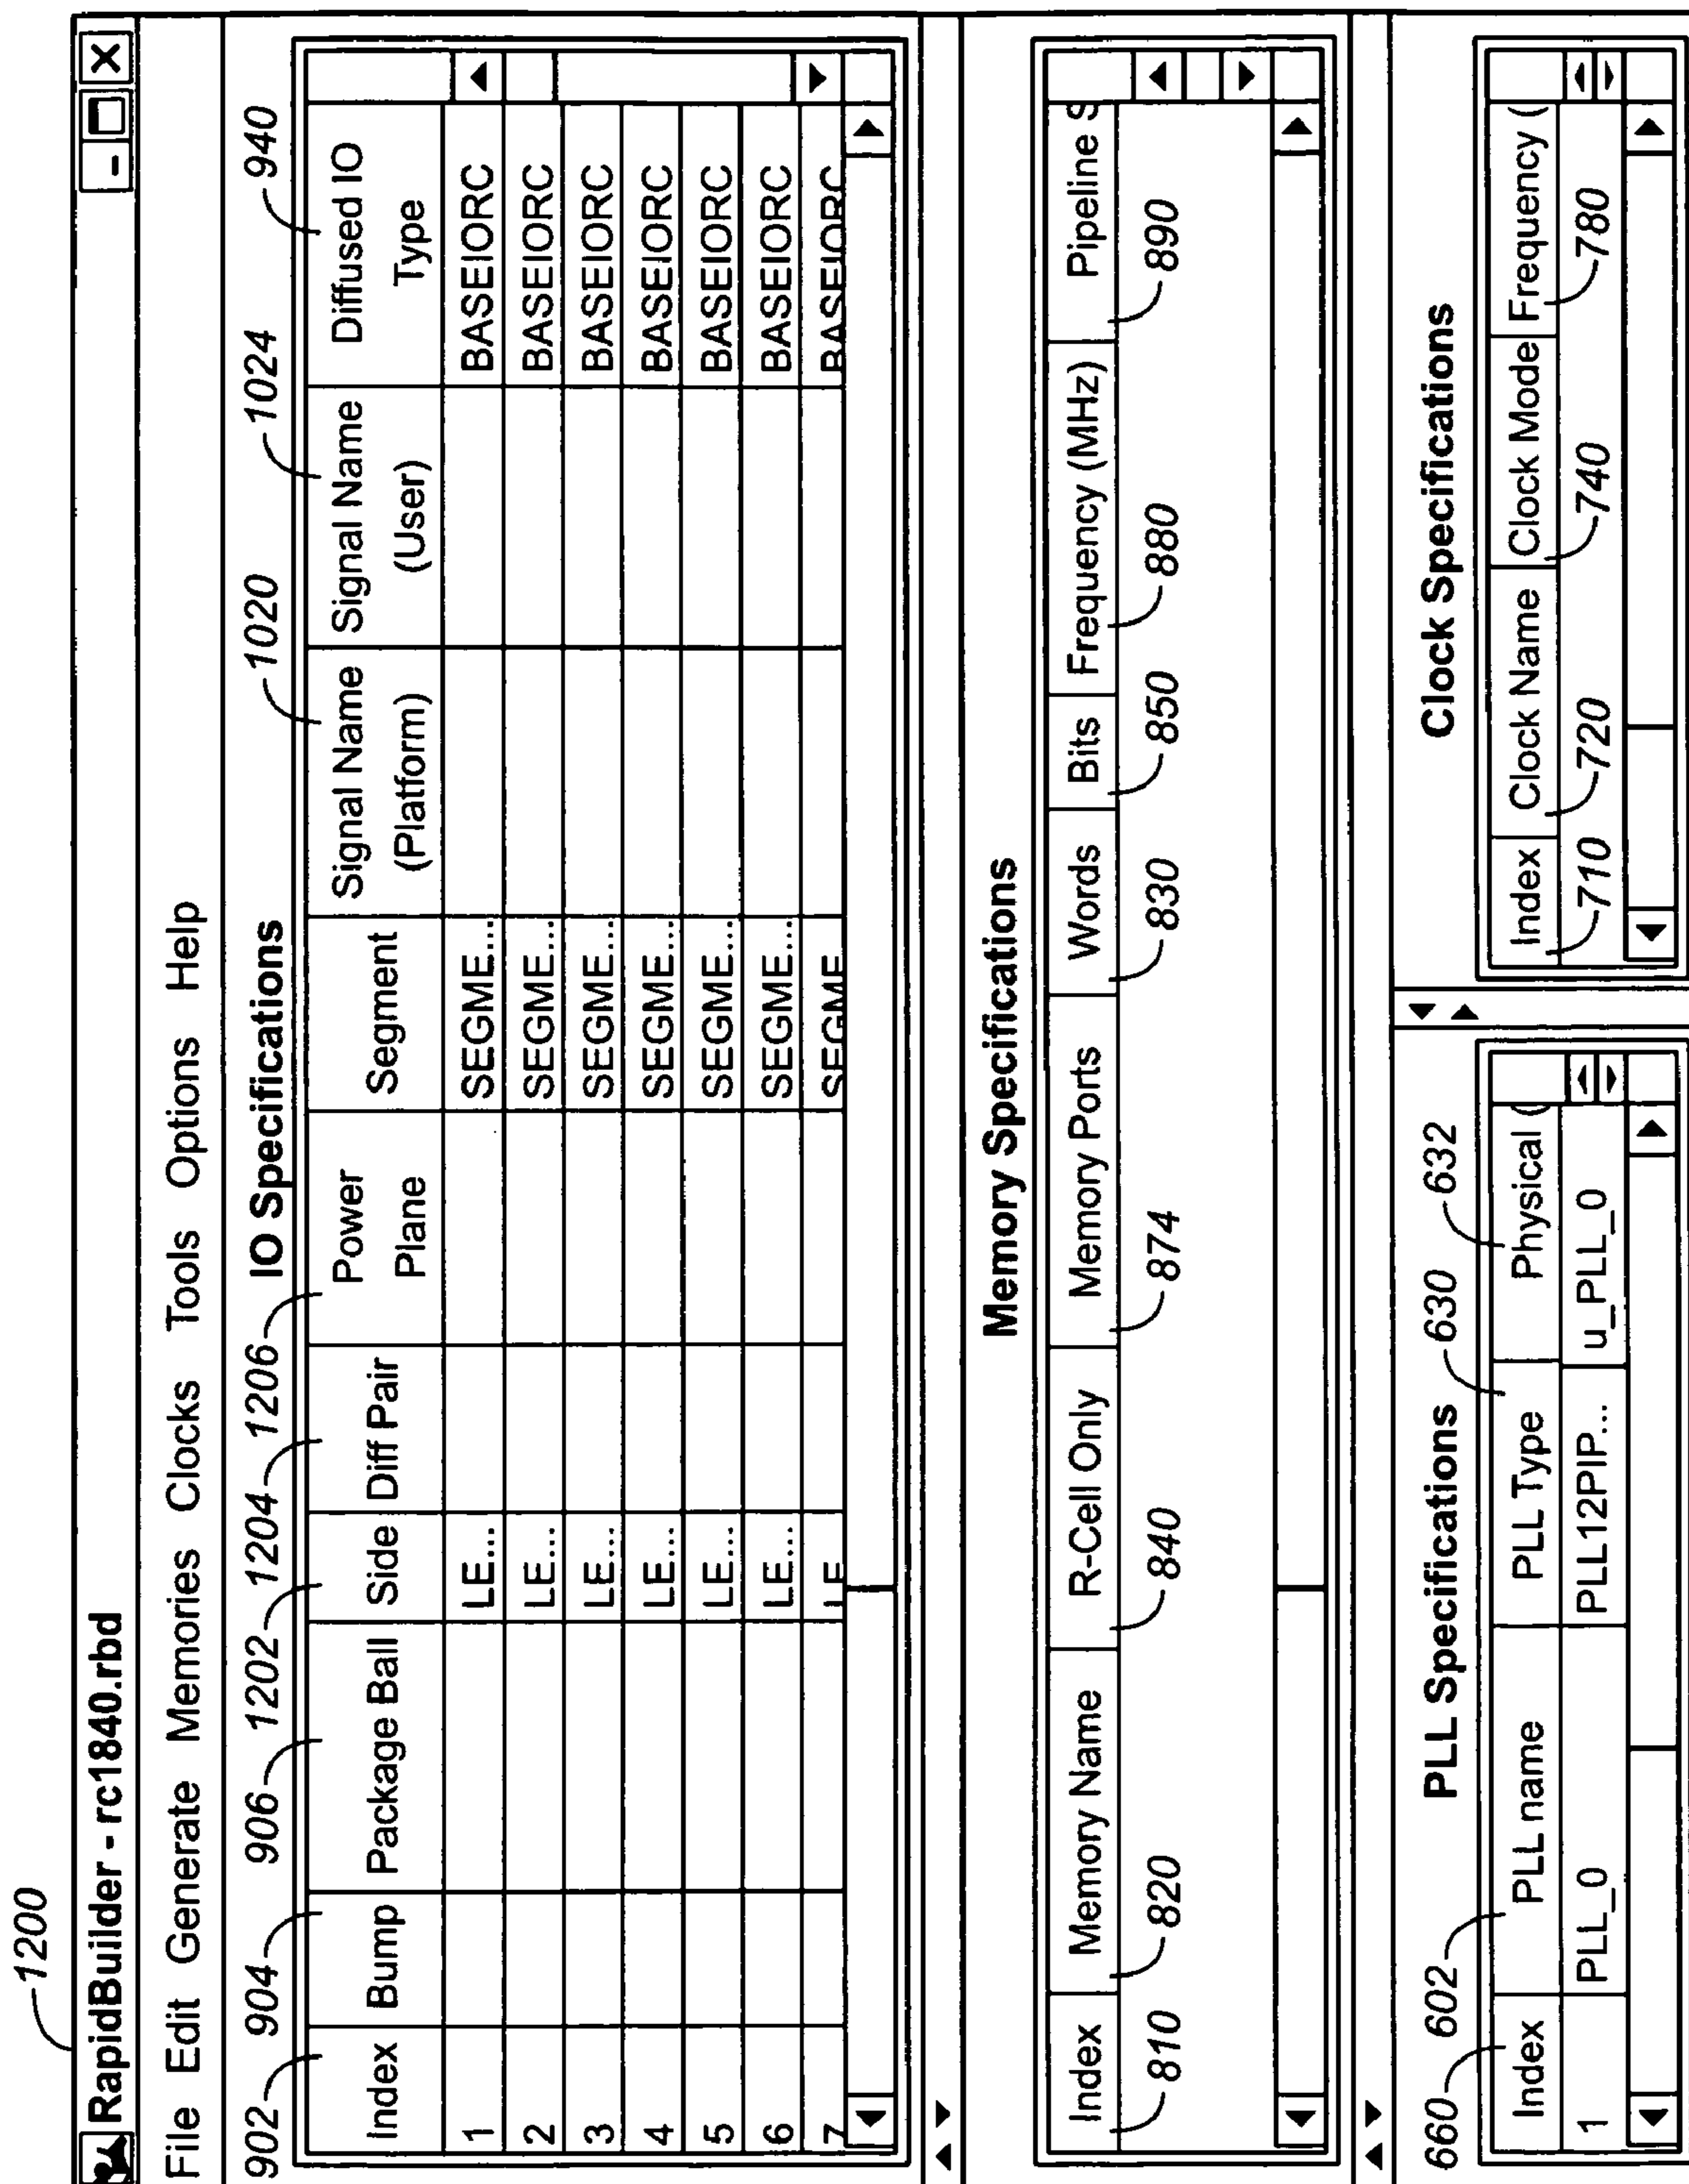 1200
RapidBuilder - rc1840.rbd
File Edit Generate Memories Clocks Tools Options Help
IO Specifications
902 904 906 1202 1204 1206 1020 1024 940
Index Bump Package Ball Side Diff Pair Power Plane Segment Signal Name (Platform) Signal Name (User) Diffused IO Type
1 LE... SEGME... BASEIORC
2 LE... SEGME... BASEIORC
3 LE... SEGME... BASEIORC
4 LE... SEGME... BASEIORC
5 LE... SEGME... BASEIORC
6 LE... SEGME... BASEIORC
7 LE SEGME BASEIORC
Memory Specifications
Index Memory Name R-Cell Only Memory Ports Words Bits Frequency (MHz) Pipeline S
810 820 840 874 830 850 880 890
PLL Specifications
660 602 630 632
Index PLL name PLL Type Physical (
1 PLL_0 PLL12PIP... u_PLL_0
Clock Specifications
Index Clock Name Clock Mode Frequency (
710 720 740 780